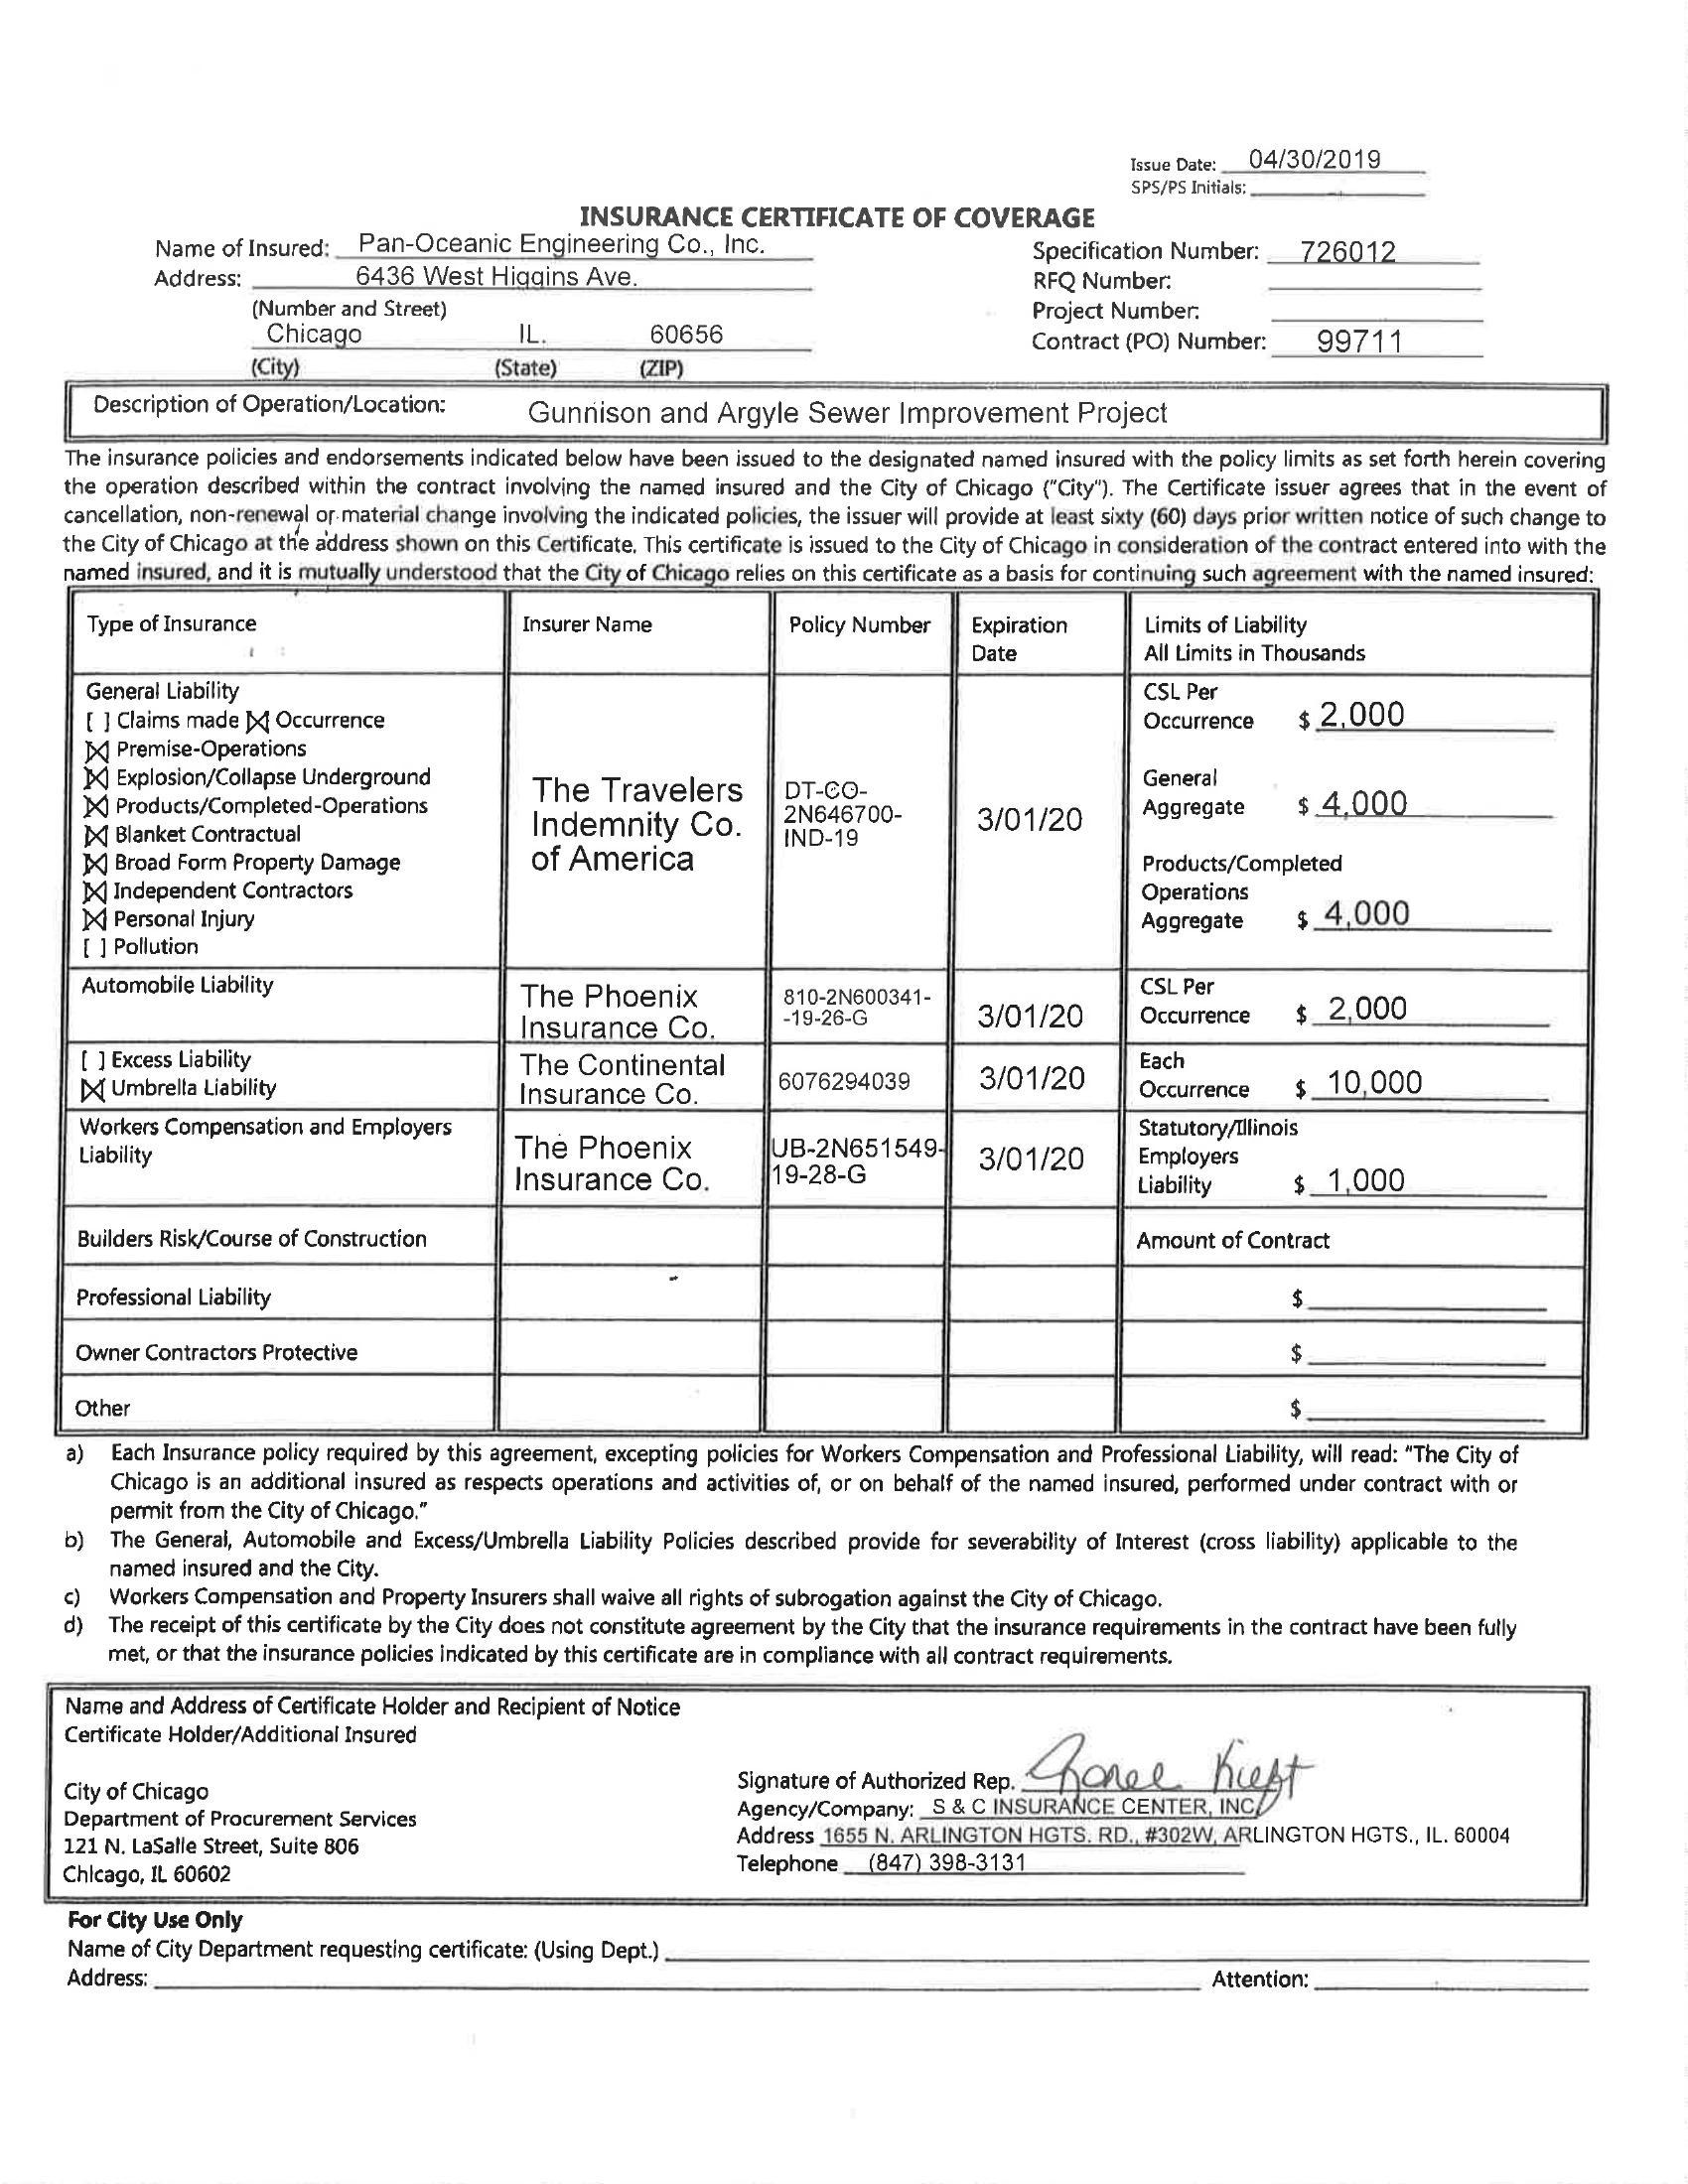 Issue Date: 04/30/2019
SPS/PS Initials:
INSURANCE CERTIFICATE OF COVERAGE
Name of Insured: Pan-Oceanic Engineering Co., Inc.
Specification Number: 726012
Address: 6436 West Higgins Ave.
RFQ Number:
(Number and Street)
Project Number:
Chicago IL. 60656
Contract (PO) Number: 99711
(City) (State) (ZIP)
Description of Operation/Location: Gunnison and Argyle Sewer Improvement Project
The insurance policies and endorsements indicated below have been issued to the designated named insured with the policy limits as set forth herein covering
the operation described within the contract involving the named insured and the City of Chicago ("City"). The Certificate issuer agrees that in the event of
cancellation, non-renewal or material change involving the indicated policies, the issuer will provide at least sixty (60) days prior written notice of such change to
the City of Chicago at the address shown on this Certificate. This certificate is issued to the City of Chicago in consideration of the contract entered into with the
named insured, and it is mutually understood that the City of Chicago relies on this certificate as a basis for continuing such agreement with the named insured:
Type of Insurance
Insurer Name
Policy Number
Expiration
Date
Limits of Liability
All Limits in Thousands
General Liability
[ ] Claims made [X] Occurrence
[X] Premise-Operations
[X] Explosion/Collapse Underground
[X] Products/Completed-Operations
[X] Blanket Contractual
[X] Broad Form Property Damage
[X] Independent Contractors
[X] Personal Injury
[ ] Pollution
The Travelers
Indemnity Co.
of America
DT-CO-
2N646700-
IND-19
3/01/20
CSL Per
Occurrence $ 2,000
General
Aggregate $ 4,000
Products/Completed
Operations
Aggregate $ 4,000
Automobile Liability
The Phoenix
Insurance Co.
810-2N600341-
-19-26-G
3/01/20
CSL Per
Occurrence $ 2,000
[ ] Excess Liability
[X] Umbrella Liability
The Continental
Insurance Co.
6076294039
3/01/20
Each
Occurrence $ 10,000
Workers Compensation and Employers
Liability
The Phoenix
Insurance Co.
UB-2N651549-
19-28-G
3/01/20
Statutory/Illinois
Employers
Liability $ 1,000
Builders Risk/Course of Construction
Amount of Contract
Professional Liability
$
Owner Contractors Protective
$
Other
$
a) Each Insurance policy required by this agreement, excepting policies for Workers Compensation and Professional Liability, will read: "The City of
Chicago is an additional insured as respects operations and activities of, or on behalf of the named insured, performed under contract with or
permit from the City of Chicago."
b) The General, Automobile and Excess/Umbrella Liability Policies described provide for severability of Interest (cross liability) applicable to the
named insured and the City.
c) Workers Compensation and Property Insurers shall waive all rights of subrogation against the City of Chicago.
d) The receipt of this certificate by the City does not constitute agreement by the City that the insurance requirements in the contract have been fully
met, or that the insurance policies indicated by this certificate are in compliance with all contract requirements.
Name and Address of Certificate Holder and Recipient of Notice
Certificate Holder/Additional Insured
City of Chicago
Department of Procurement Services
121 N. LaSalle Street, Suite 806
Chicago, IL 60602
Signature of Authorized Rep.
Agency/Company: S & C INSURANCE CENTER, INC
Address 1655 N. ARLINGTON HGTS. RD., #302W, ARLINGTON HGTS., IL. 60004
Telephone (847) 398-3131
For City Use Only
Name of City Department requesting certificate: (Using Dept.)
Address: Attention: